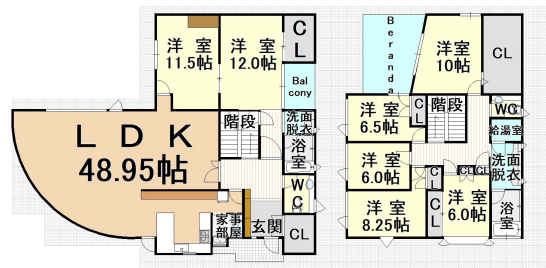 洋室
11.5帖
洋室
12.0帖
CL
Bal
cony
階段
洗面
脱衣
浴室
LDK
48.95帖
WC
家事
部屋
玄関
CL
Beranda
洋室
10帖
CL
洋室
6.5帖
CL
階段
WC
給湯室
洋室
6.0帖
CL
CL
CL
洗面
脱衣
洋室
8.25帖
CL
洋室
6.0帖
浴室